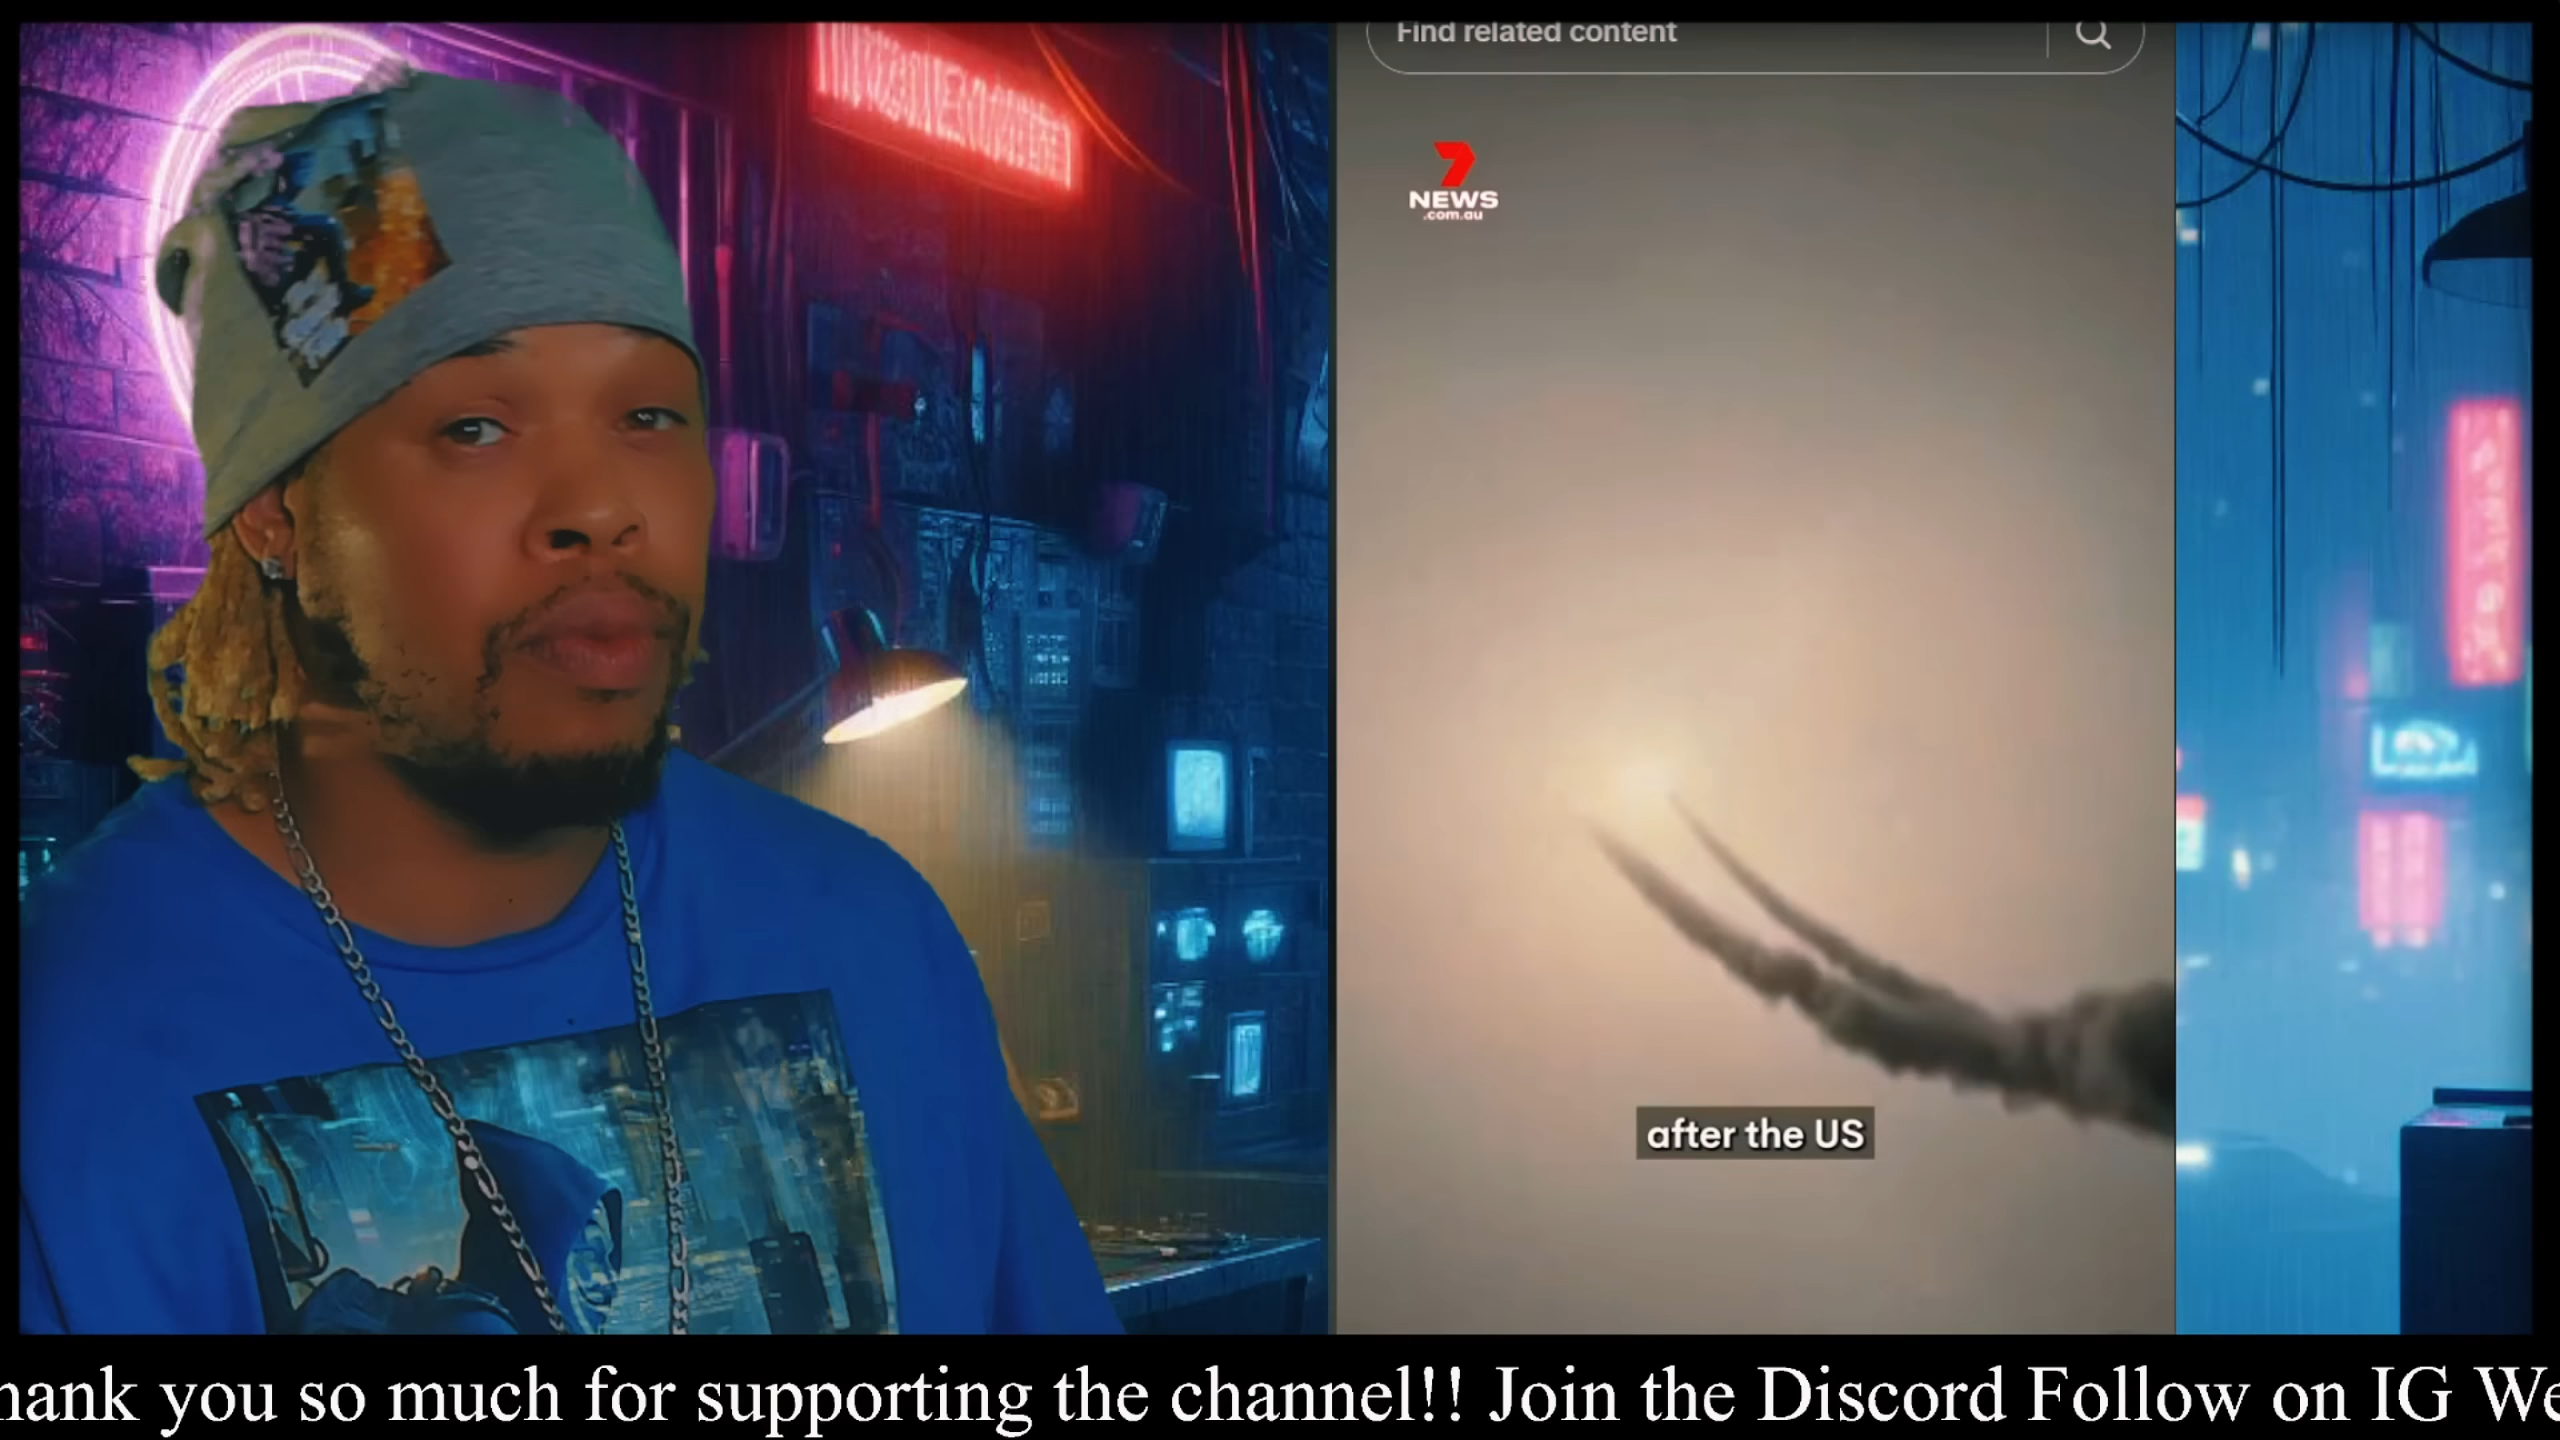 Find related content
7
NEWS
.com.au
after the US
hank you so much for supporting the channel!! Join the Discord Follow on IG We